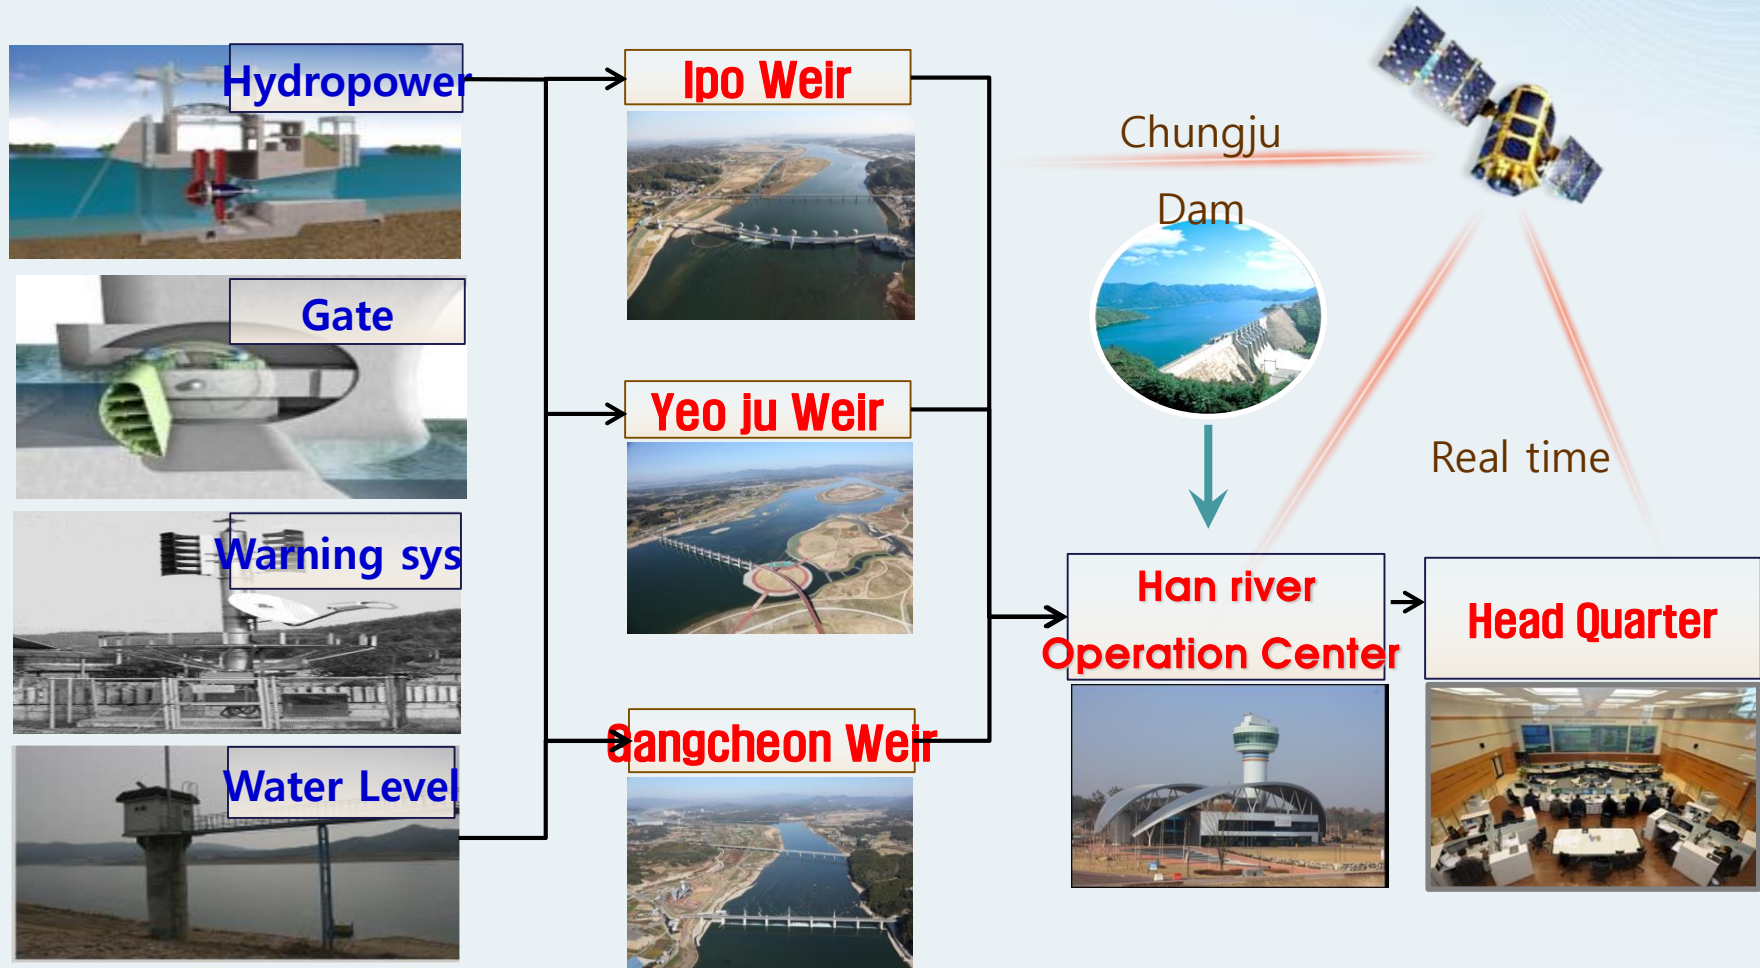 Hydropower
Gate
Warning sys
Water Level
Ipo Weir
Yeo ju Weir
Gangcheon Weir
Chungju
Dam
Real time
Han river
Operation Center
Head Quarter